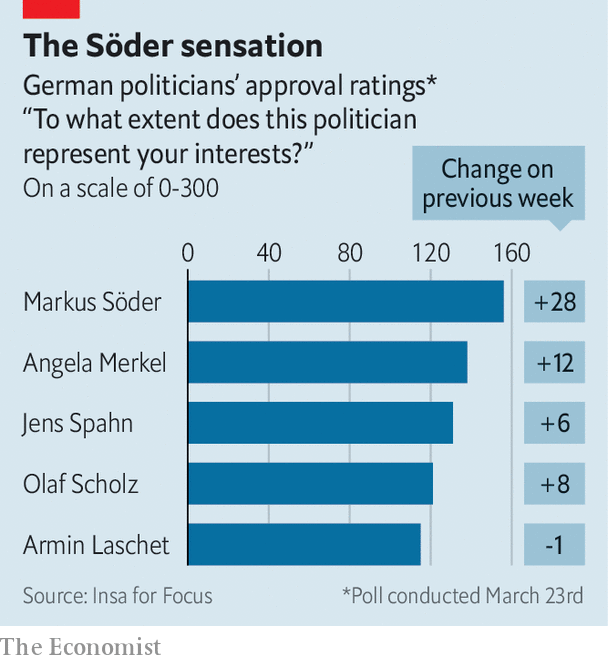 The Söder sensation
German politicians’ approval ratings*
“To what extent does this politician
represent your interests?”
On a scale of 0-300
Change on
previous week
0 40 80 120 160
Markus Söder +28
Angela Merkel +12
Jens Spahn +6
Olaf Scholz +8
Armin Laschet -1
Source: Insa for Focus *Poll conducted March 23rd
The Economist